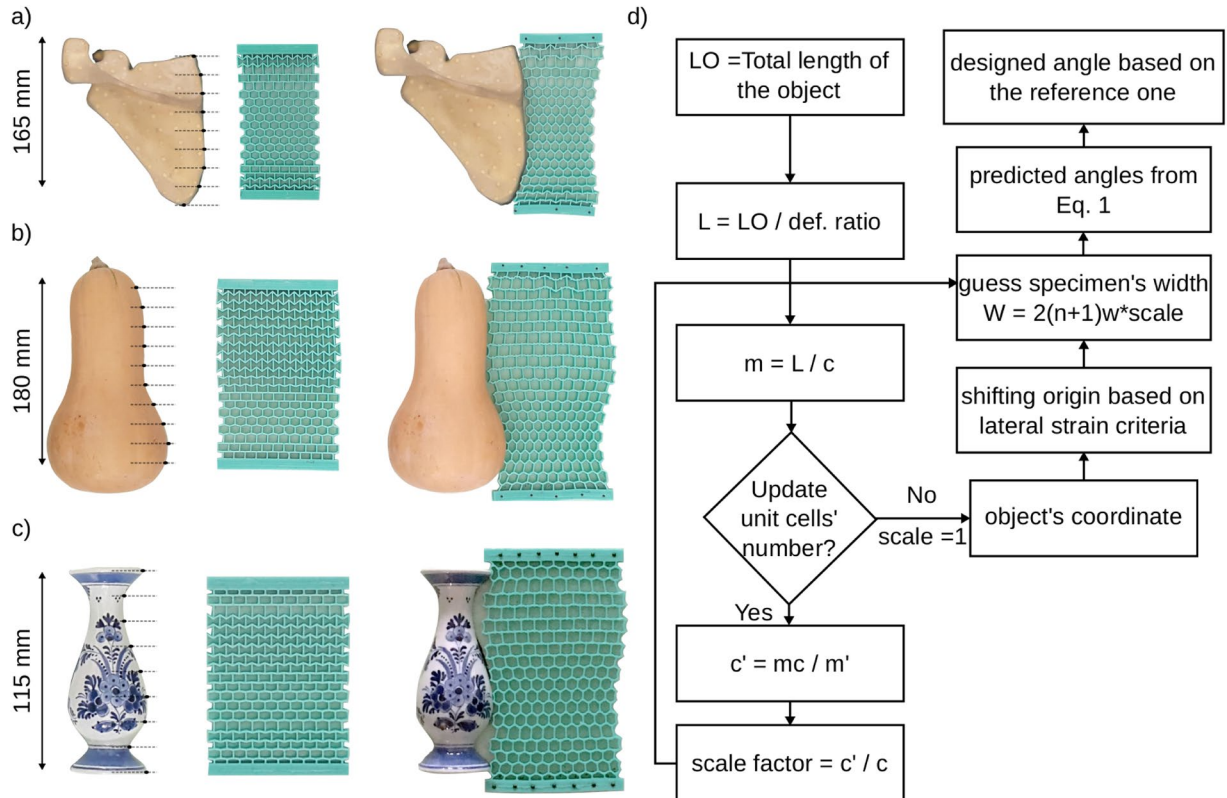 a)
165 mm
b)
180 mm
c)
115 mm
d)
LO =Total length of
the object
L = LO / def. ratio
m = L / c
Update
unit cells'
number?
No
scale =1
Yes
c' = mc / m'
scale factor = c' / c
designed angle based on
the reference one
predicted angles from
Eq. 1
guess specimen's width
W = 2(n+1)w*scale
shifting origin based on
lateral strain criteria
object's coordinate